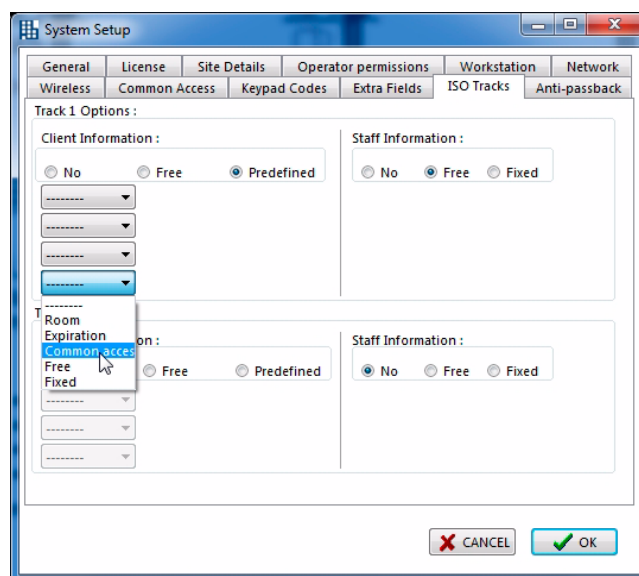 System Setup
General License Site Details Operator permissions Workstation Network
Wireless Common Access Keypad Codes Extra Fields ISO Tracks Anti-passback
Track 1 Options :
Client Information : Staff Information :
No Free Predefined No Free Fixed
--------
--------
--------
--------
--------
T
Room
Expiration
on : Staff Information :
Common acces
Free
Free Predefined No Free Fixed
Fixed
--------
--------
--------
CANCEL OK